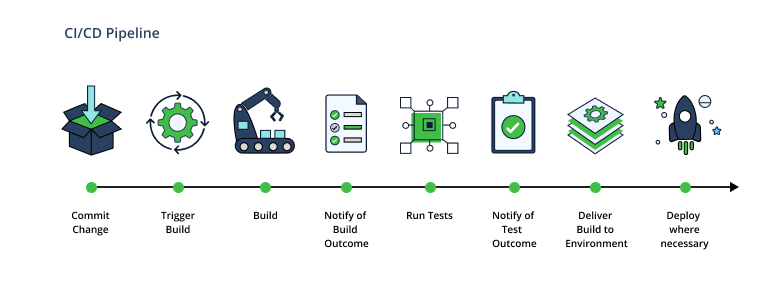 CI/CD Pipeline
Commit
Change
Trigger
Build
Build
Notify of
Build
Outcome
Run Tests
Notify of
Test
Outcome
Deliver
Build to
Environment
Deploy
where
necessary